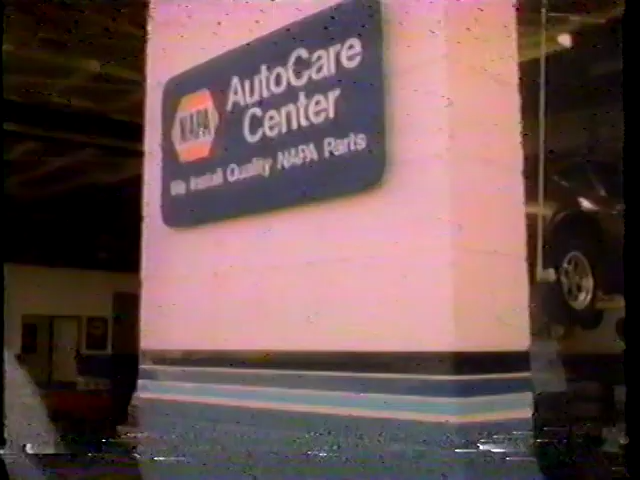 NAPA
AutoCare
Center
We Install Quality NAPA Parts